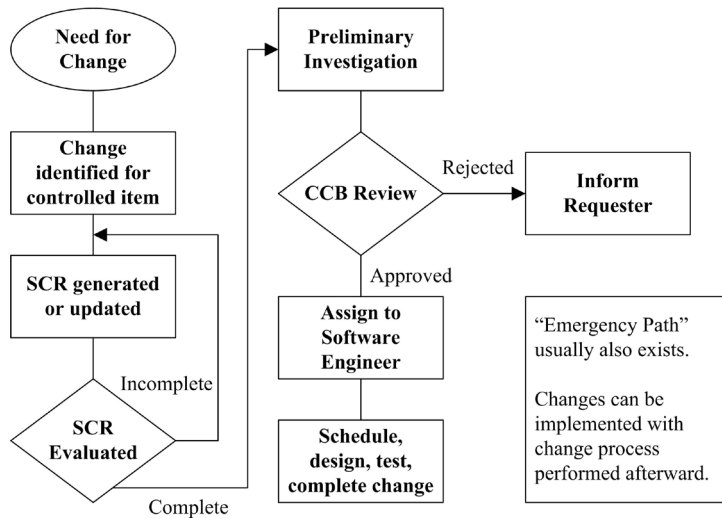 Need for
Change
Change
identified for
controlled item
SCR generated
or updated
Incomplete
SCR
Evaluated
Complete
Preliminary
Investigation
CCB Review
Rejected
Inform
Requester
Approved
Assign to
Software
Engineer
Schedule,
design, test,
complete change
“Emergency Path”
usually also exists.
Changes can be
implemented with
change process
performed afterward.